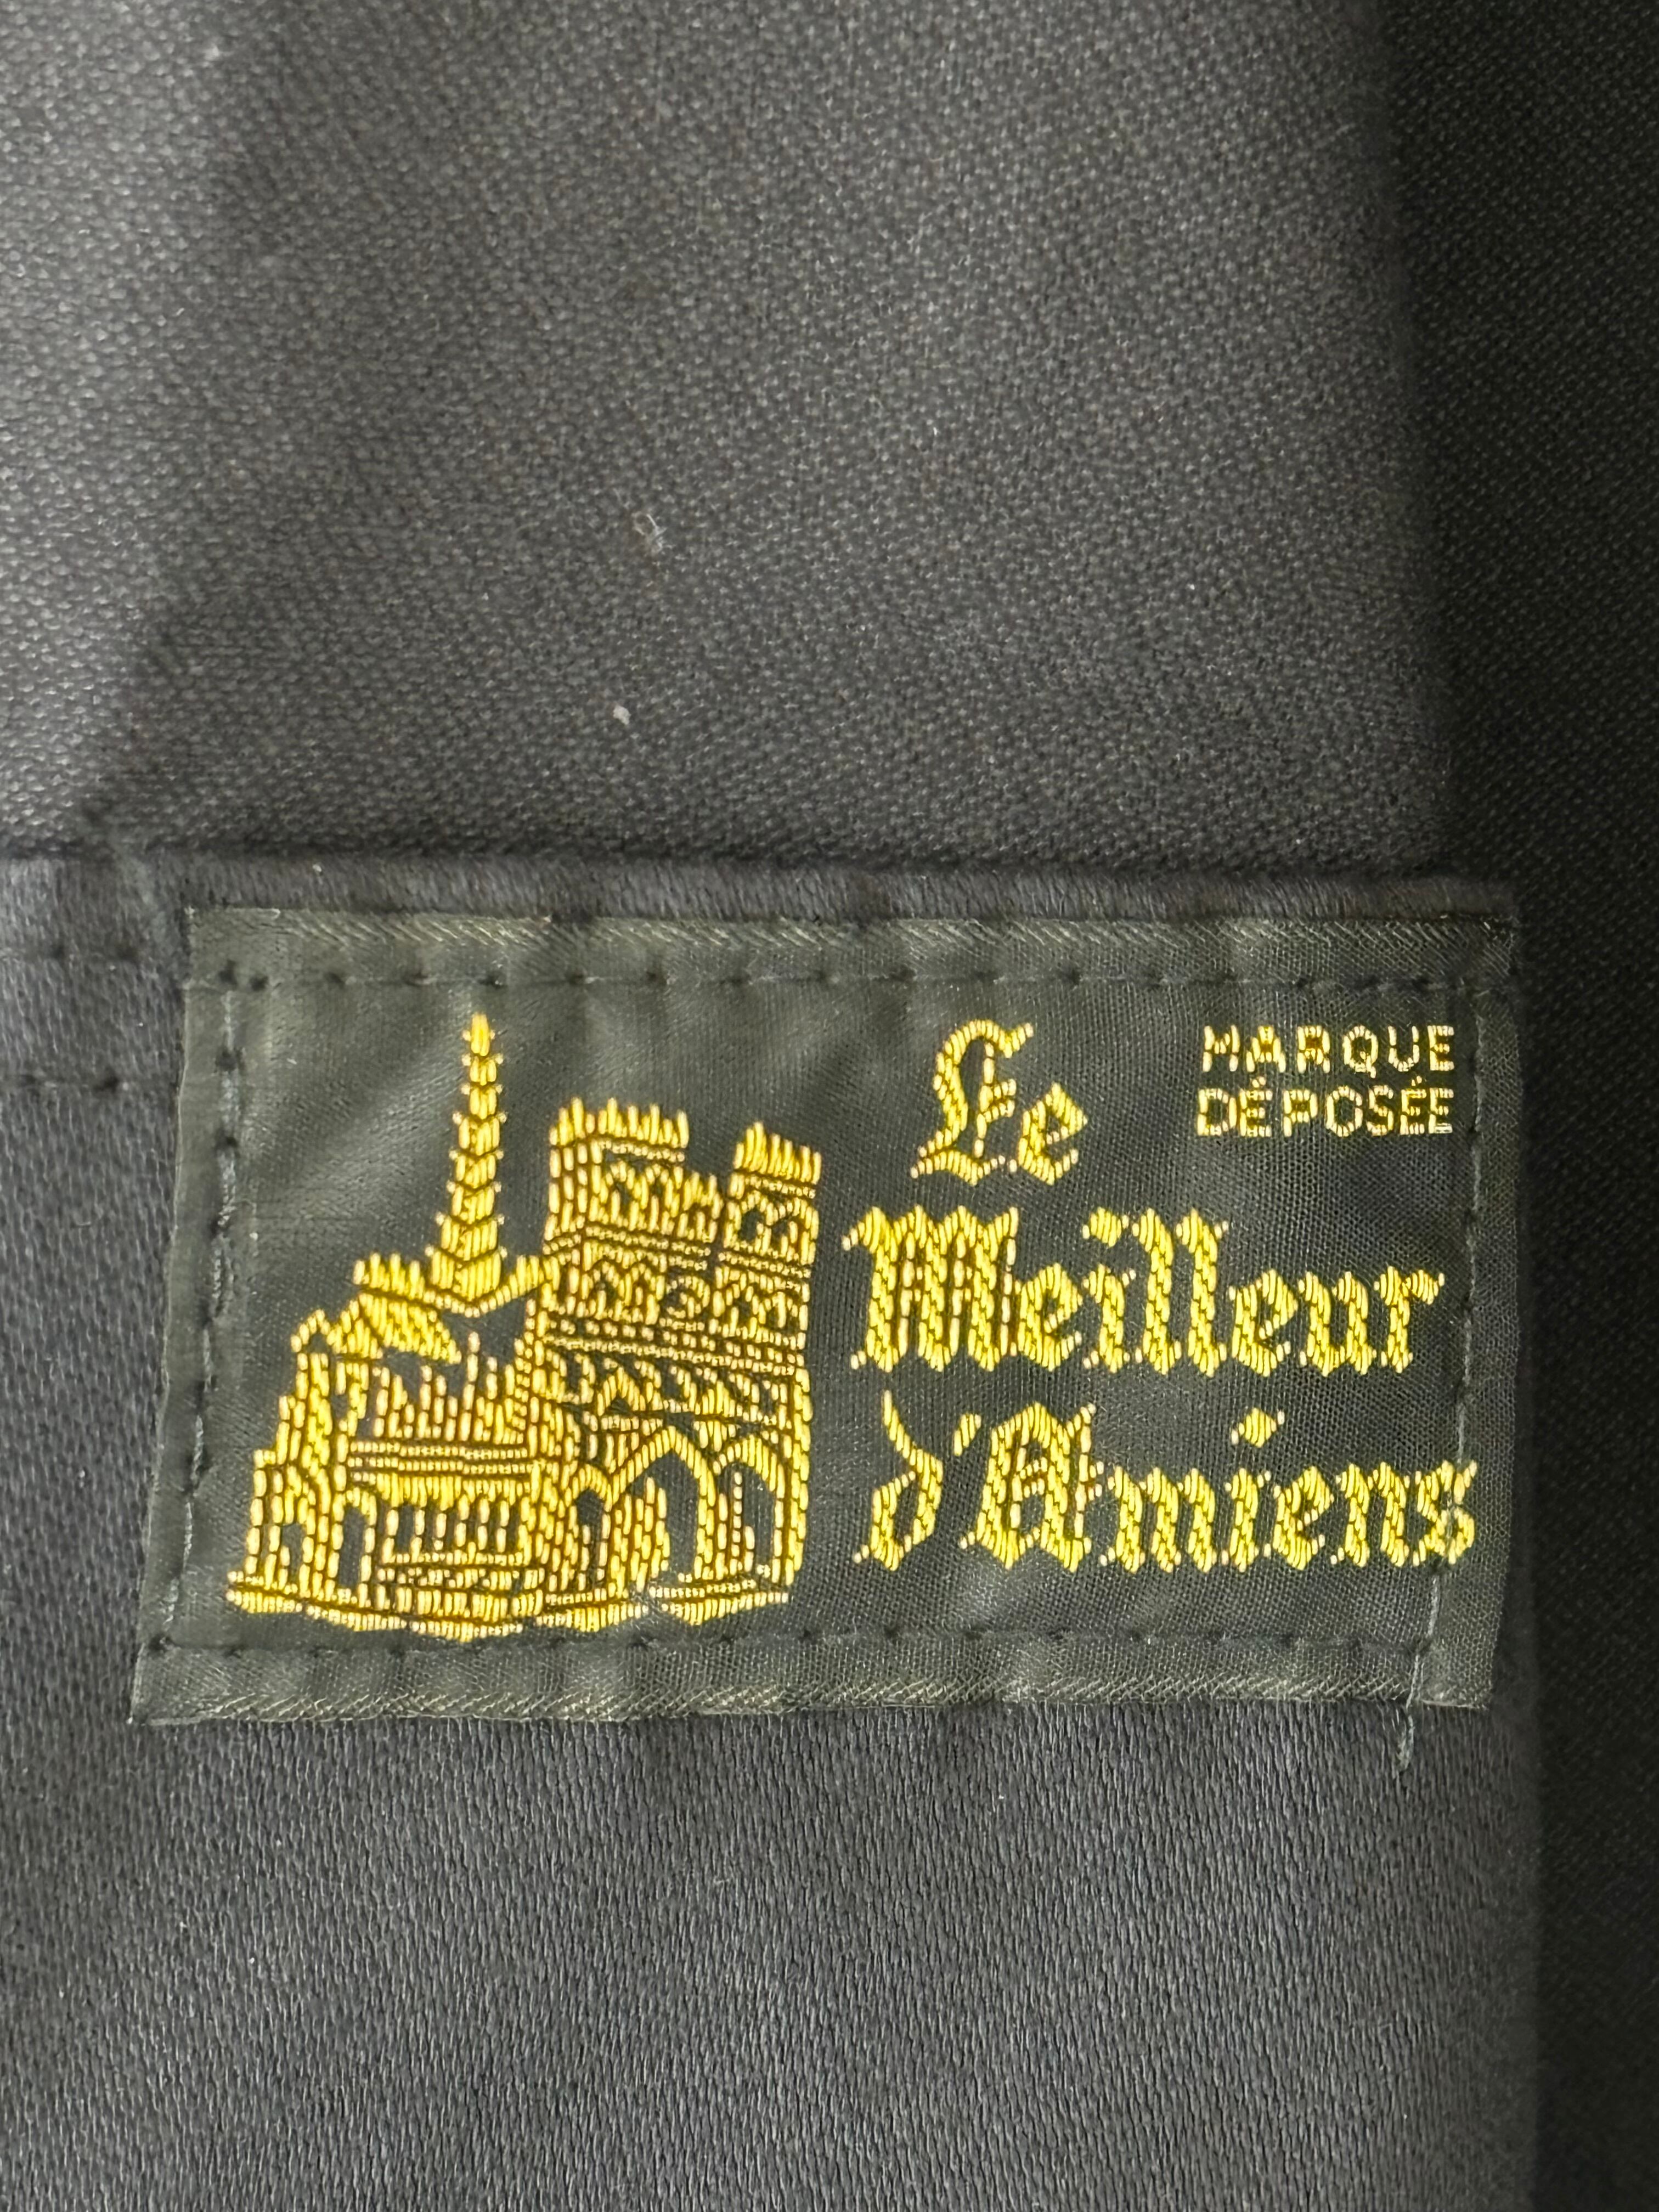 Le
MARQUE
DÉPOSÉE
Meilleur
d'Amiens